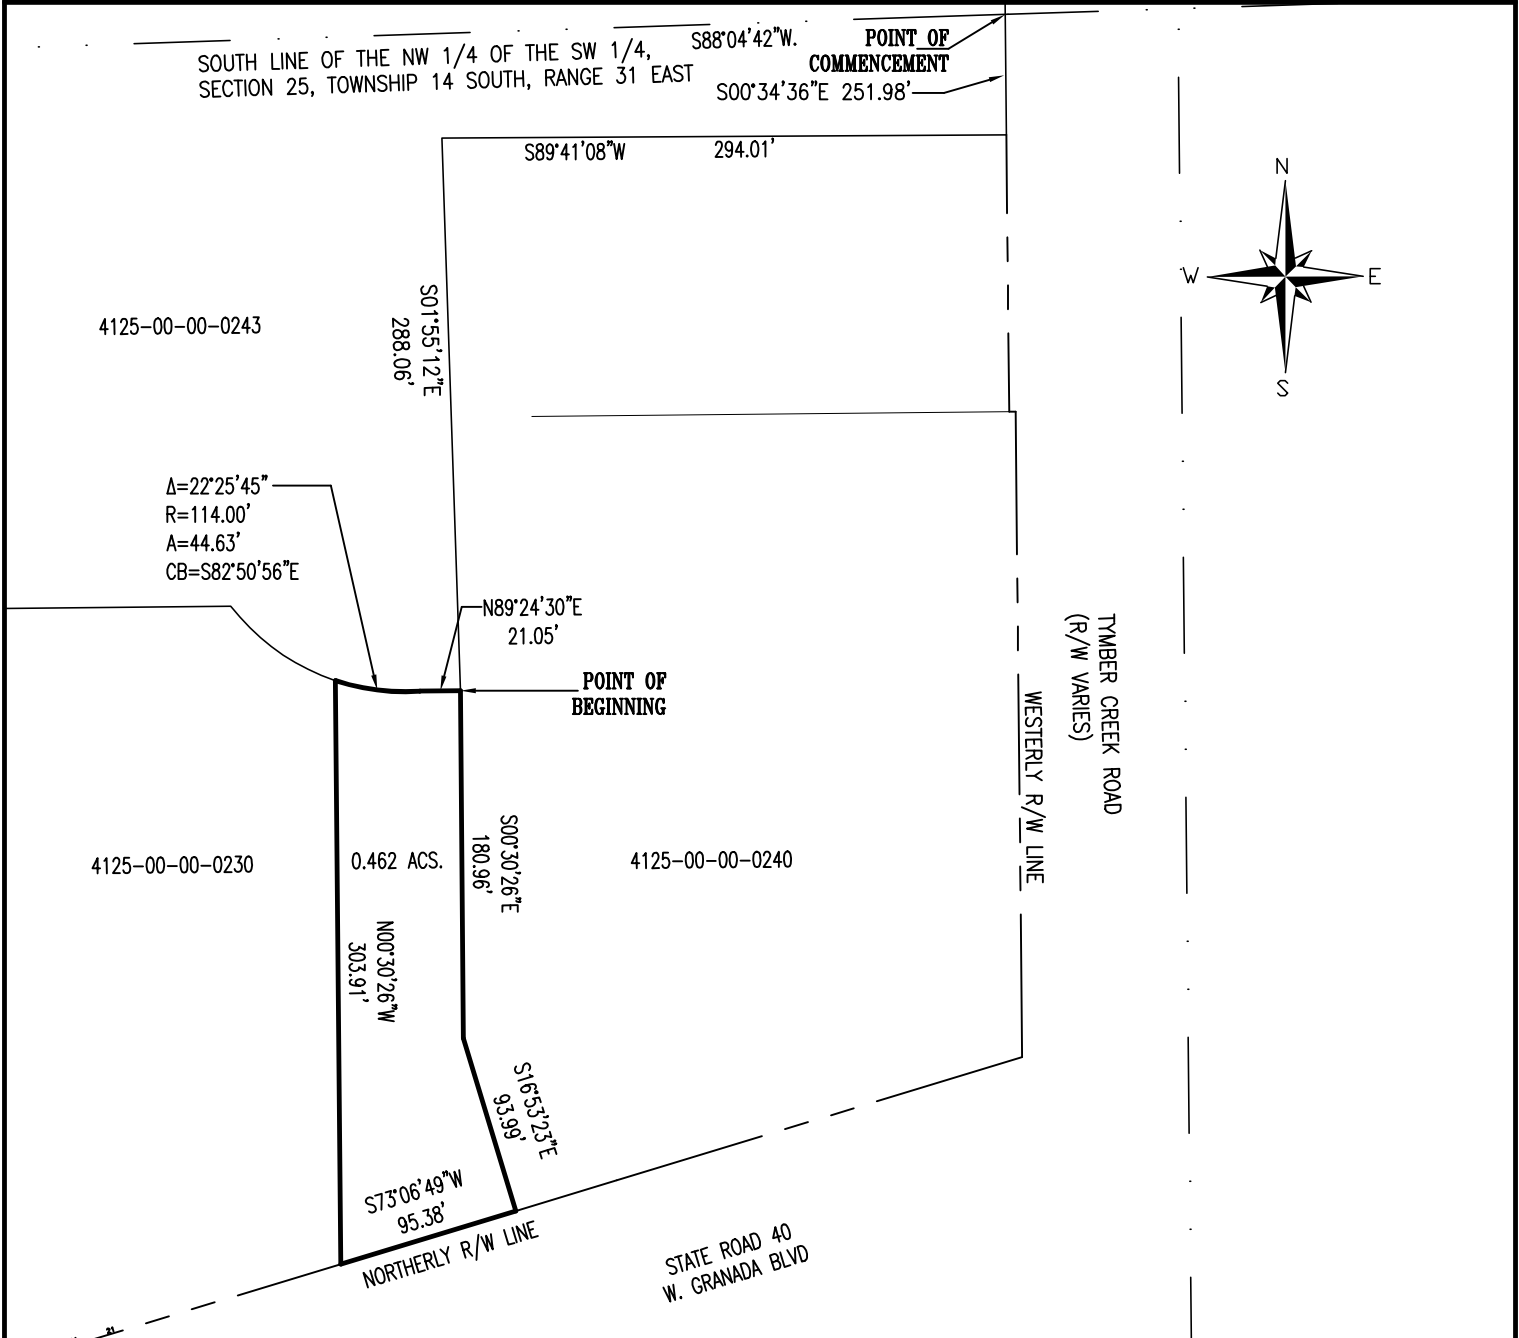 SOUTH LINE OF THE NW 1/4 OF THE SW 1/4,
SECTION 25, TOWNSHIP 14 SOUTH, RANGE 31 EAST
S88°04'42"W.
POINT OF
COMMENCEMENT
S00°34'36"E 251.98'
S89°41'08"W 294.01'
N
W
E
S
S01°55'12"E
288.06'
4125-00-00-0243
Δ=22°25'45"
R=114.00'
A=44.63'
CB=S82°50'56"E
N89°24'30"E
21.05'
POINT OF
BEGINNING
TYMBER CREEK ROAD
(R/W VARIES)
WESTERLY R/W LINE
4125-00-00-0230
0.462 ACS.
S00°30'26"E
180.96'
4125-00-00-0240
N00°30'26"W
303.91'
S16°53'23"E
93.99'
S73°06'49"W
95.38'
NORTHERLY R/W LINE
STATE ROAD 40
W. GRANADA BLVD
21